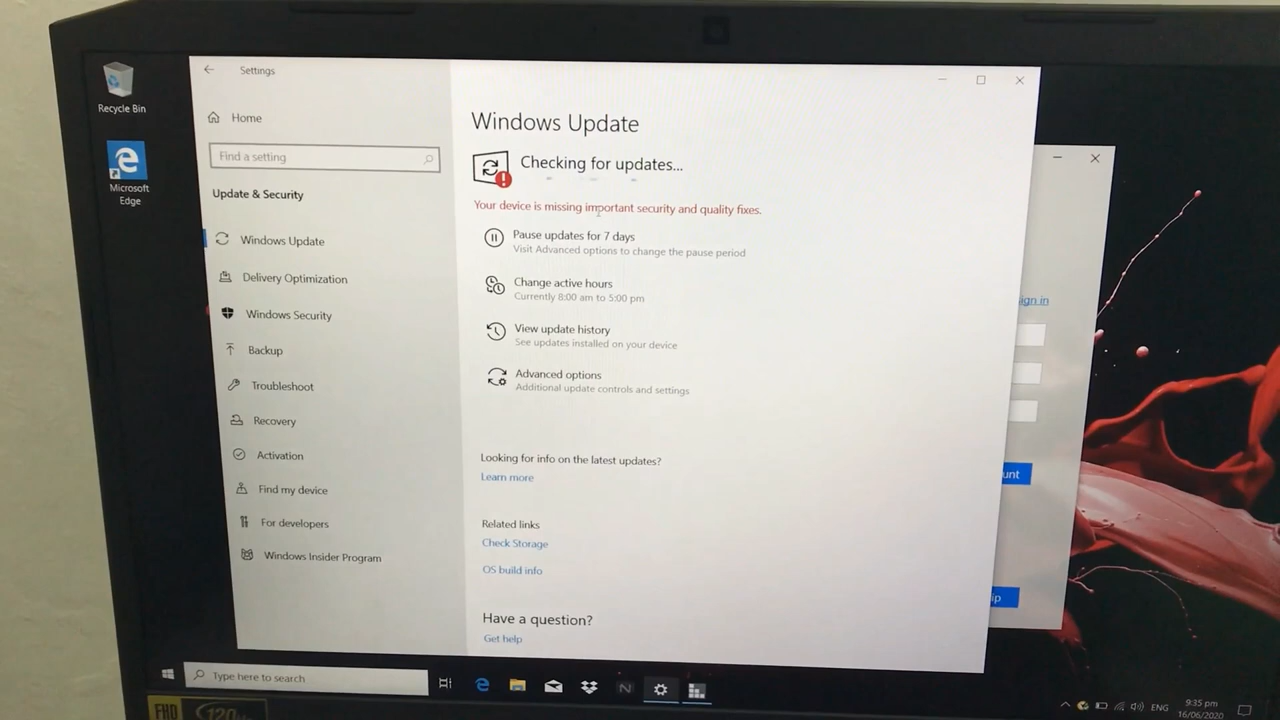 Recycle Bin
Microsoft
Edge
Settings
Home
Find a setting
Update & Security
Windows Update
Delivery Optimization
Windows Security
Backup
Troubleshoot
Recovery
Activation
Find my device
For developers
Windows Insider Program
Windows Update
Checking for updates...
Your device is missing important security and quality fixes.
Pause updates for 7 days
Visit Advanced options to change the pause period
Change active hours
Currently 8:00 am to 5:00 pm
View update history
See updates installed on your device
Advanced options
Additional update controls and settings
Looking for info on the latest updates?
Learn more
Related links
Check Storage
OS build info
Have a question?
Get help
ign in
unt
ip
Type here to search
ENG
9:35 pm
16/06/2020
FHD
120